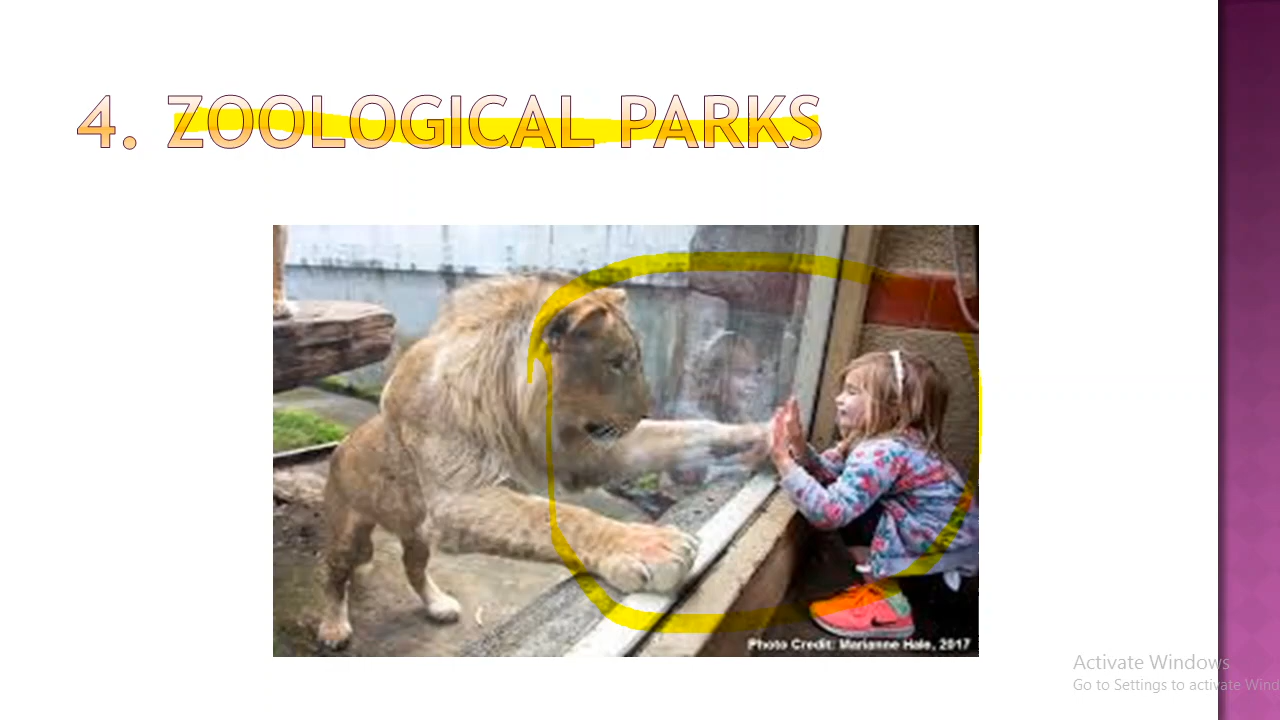 4. ZOOLOGICAL PARKS
Photo Credit: Marianne Hale, 2017
Activate Windows
Go to Settings to activate Wind